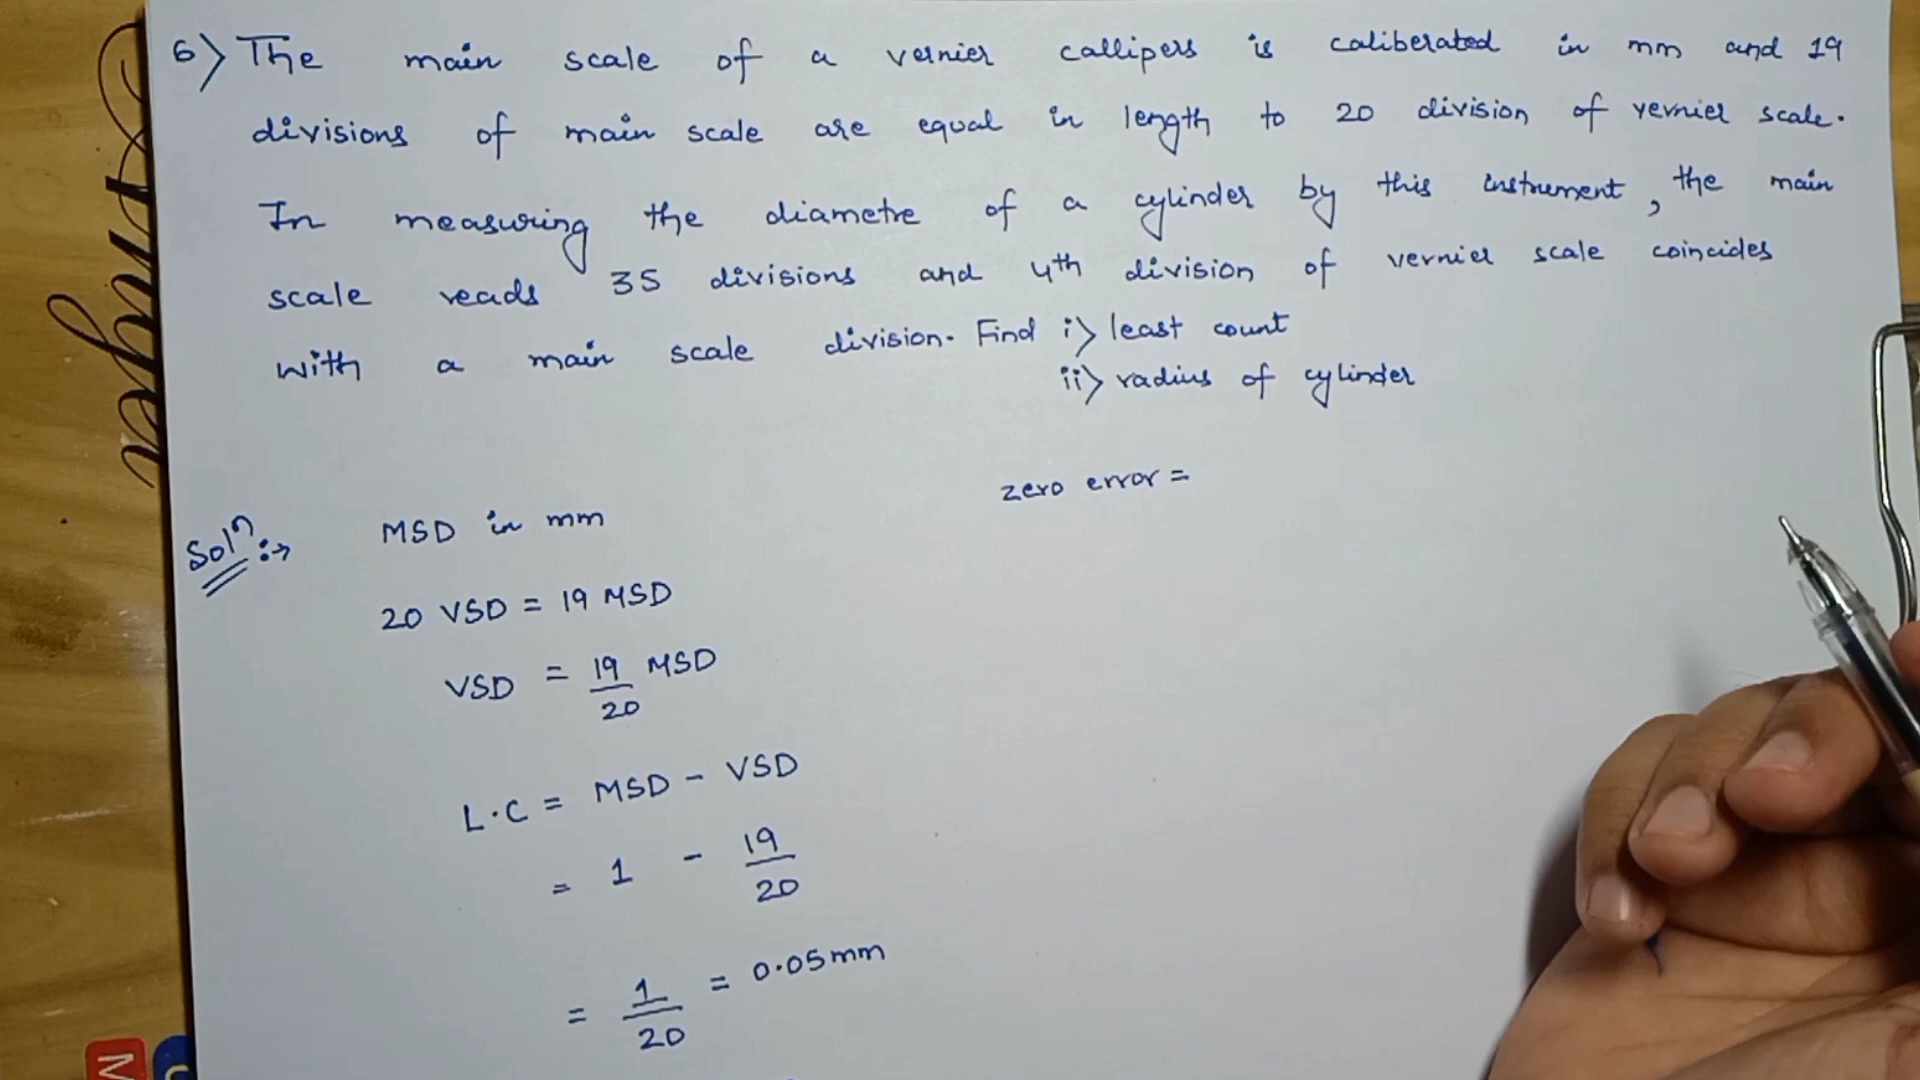 6) The main scale of a vernier callipers is caliberated in mm and 19
divisions of main scale are equal in length to 20 division of vernier scale.
In measuring the diametre of a cylinder by this instrument, the main
scale reads 35 divisions and 4th division of vernier scale coincides
with a main scale division. Find i) least count
ii) radius of cylinder
zero error =
Solⁿ :→ MSD in mm
20 VSD = 19 MSD
VSD = 19/20 MSD
L.C = MSD - VSD
= 1 - 19/20
= 1/20 = 0.05mm
M